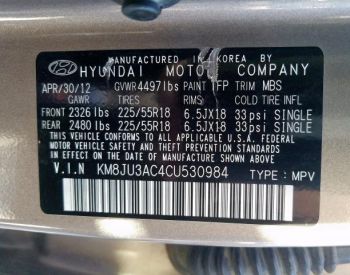 MANUFACTURED IN KOREA BY
HYUNDAI MOTOR COMPANY
APR/30/12 GVWR 4497lbs PAINT TFP TRIM MBS
GAWR TIRES RIMS COLD TIRE INFL
FRONT 2326 lbs 225/55R18 6.5JX18 33 psi SINGLE
REAR 2480 lbs 225/55R18 6.5JX18 33 psi SINGLE
THIS VEHICLE CONFORMS TO ALL
APPLICABLE U.S.A. FEDERAL
MOTOR VEHICLE SAFETY AND
THEFT PREVENTION STANDARDS
IN EFFECT ON THE DATE OF
MANUFACTURE SHOWN ABOVE.
V.I.N KM8JU3AC4CU530984 TYPE: MPV